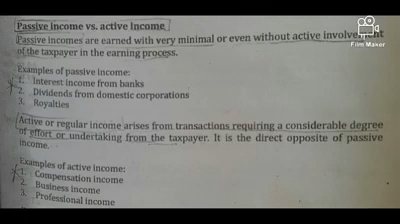 Passive income vs. active income
Passive incomes are earned with very minimal or even without active involvement
of the taxpayer in the earning process.
Examples of passive income:
1. Interest income from banks
2. Dividends from domestic corporations
3. Royalties
Active or regular income arises from transactions requiring a considerable degree
of effort or undertaking from the taxpayer. It is the direct opposite of passive
income.
Examples of active income:
1. Compensation income
2. Business income
3. Professional income
Film Maker